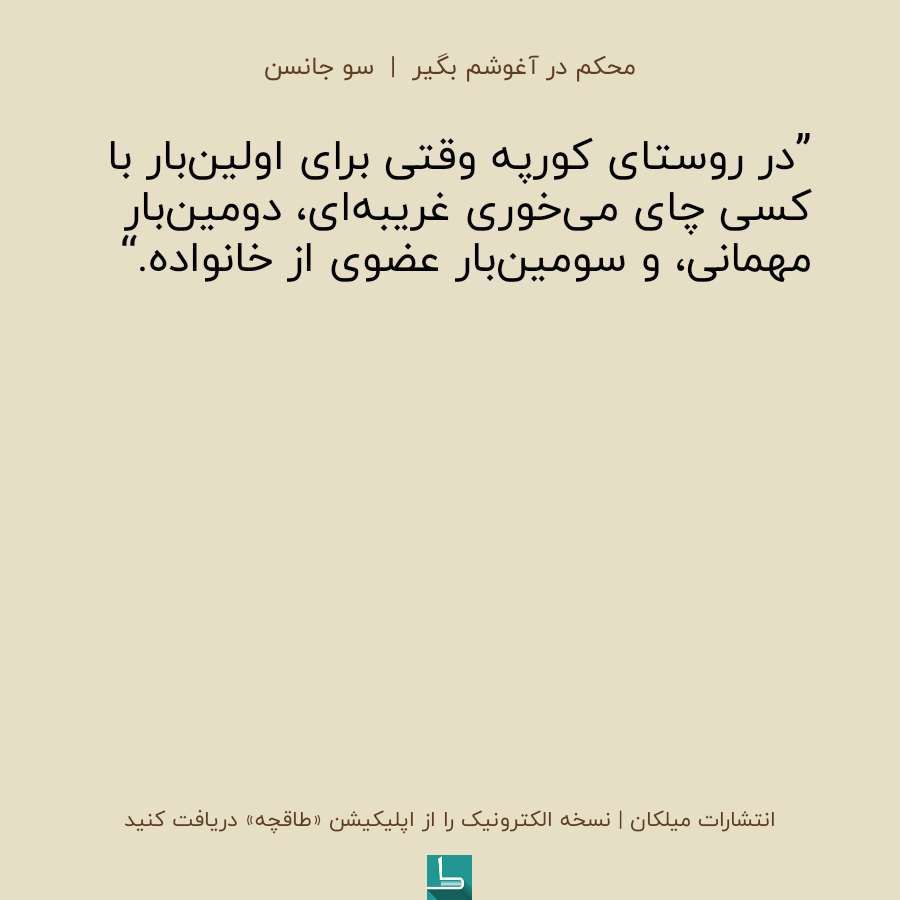 محکم در آغوشم بگیر | سو جانسن
”در روستای کورپه وقتی برای اولین‌بار با
کسی چای می‌خوری غریبه‌ای، دومین‌بار
مهمانی، و سومین‌بار عضوی از خانواده.“
انتشارات میلکان | نسخه الکترونیک را از اپلیکیشن «طاقچه» دریافت کنید